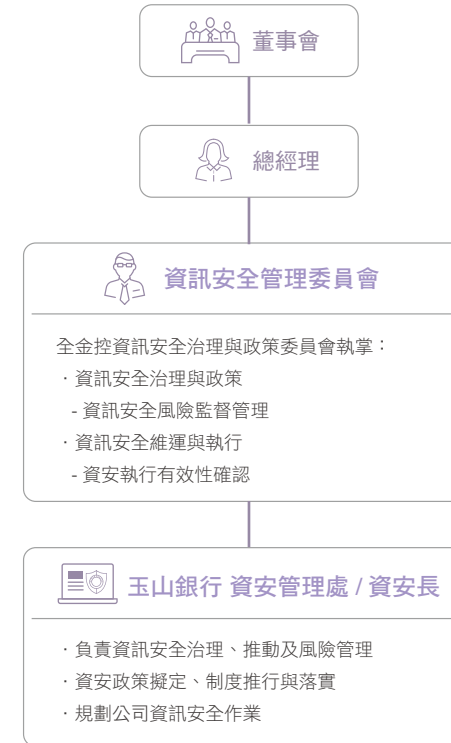 董事會
總經理
資訊安全管理委員會
全金控資訊安全治理與政策委員會執掌：
· 資訊安全治理與政策
- 資訊安全風險監督管理
· 資訊安全維運與執行
- 資安執行有效性確認
玉山銀行 資安管理處 / 資安長
· 負責資訊安全治理、推動及風險管理
· 資安政策擬定、制度推行與落實
· 規劃公司資訊安全作業